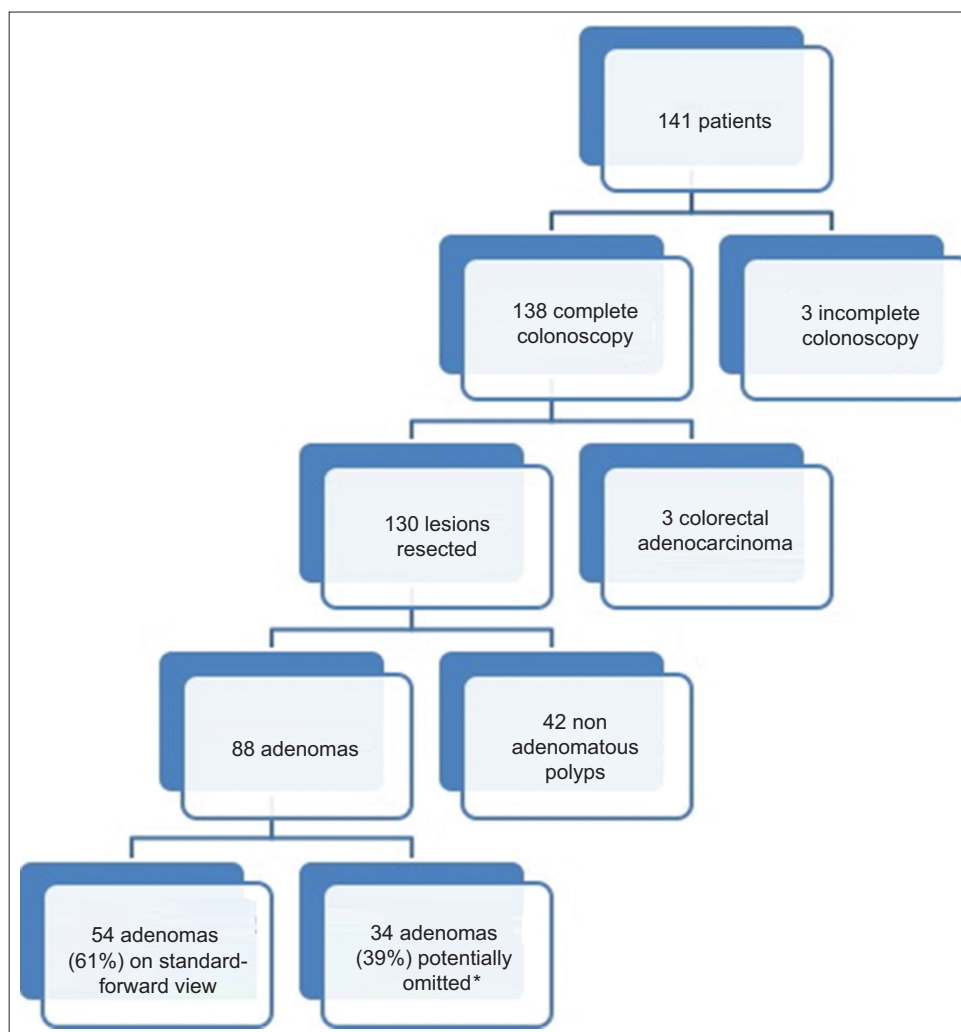 141 patients
138 complete
colonoscopy
3 incomplete
colonoscopy
130 lesions
resected
3 colorectal
adenocarcinoma
88 adenomas
42 non
adenomatous
polyps
54 adenomas
(61%) on standard-
forward view
34 adenomas
(39%) potentially
omitted*